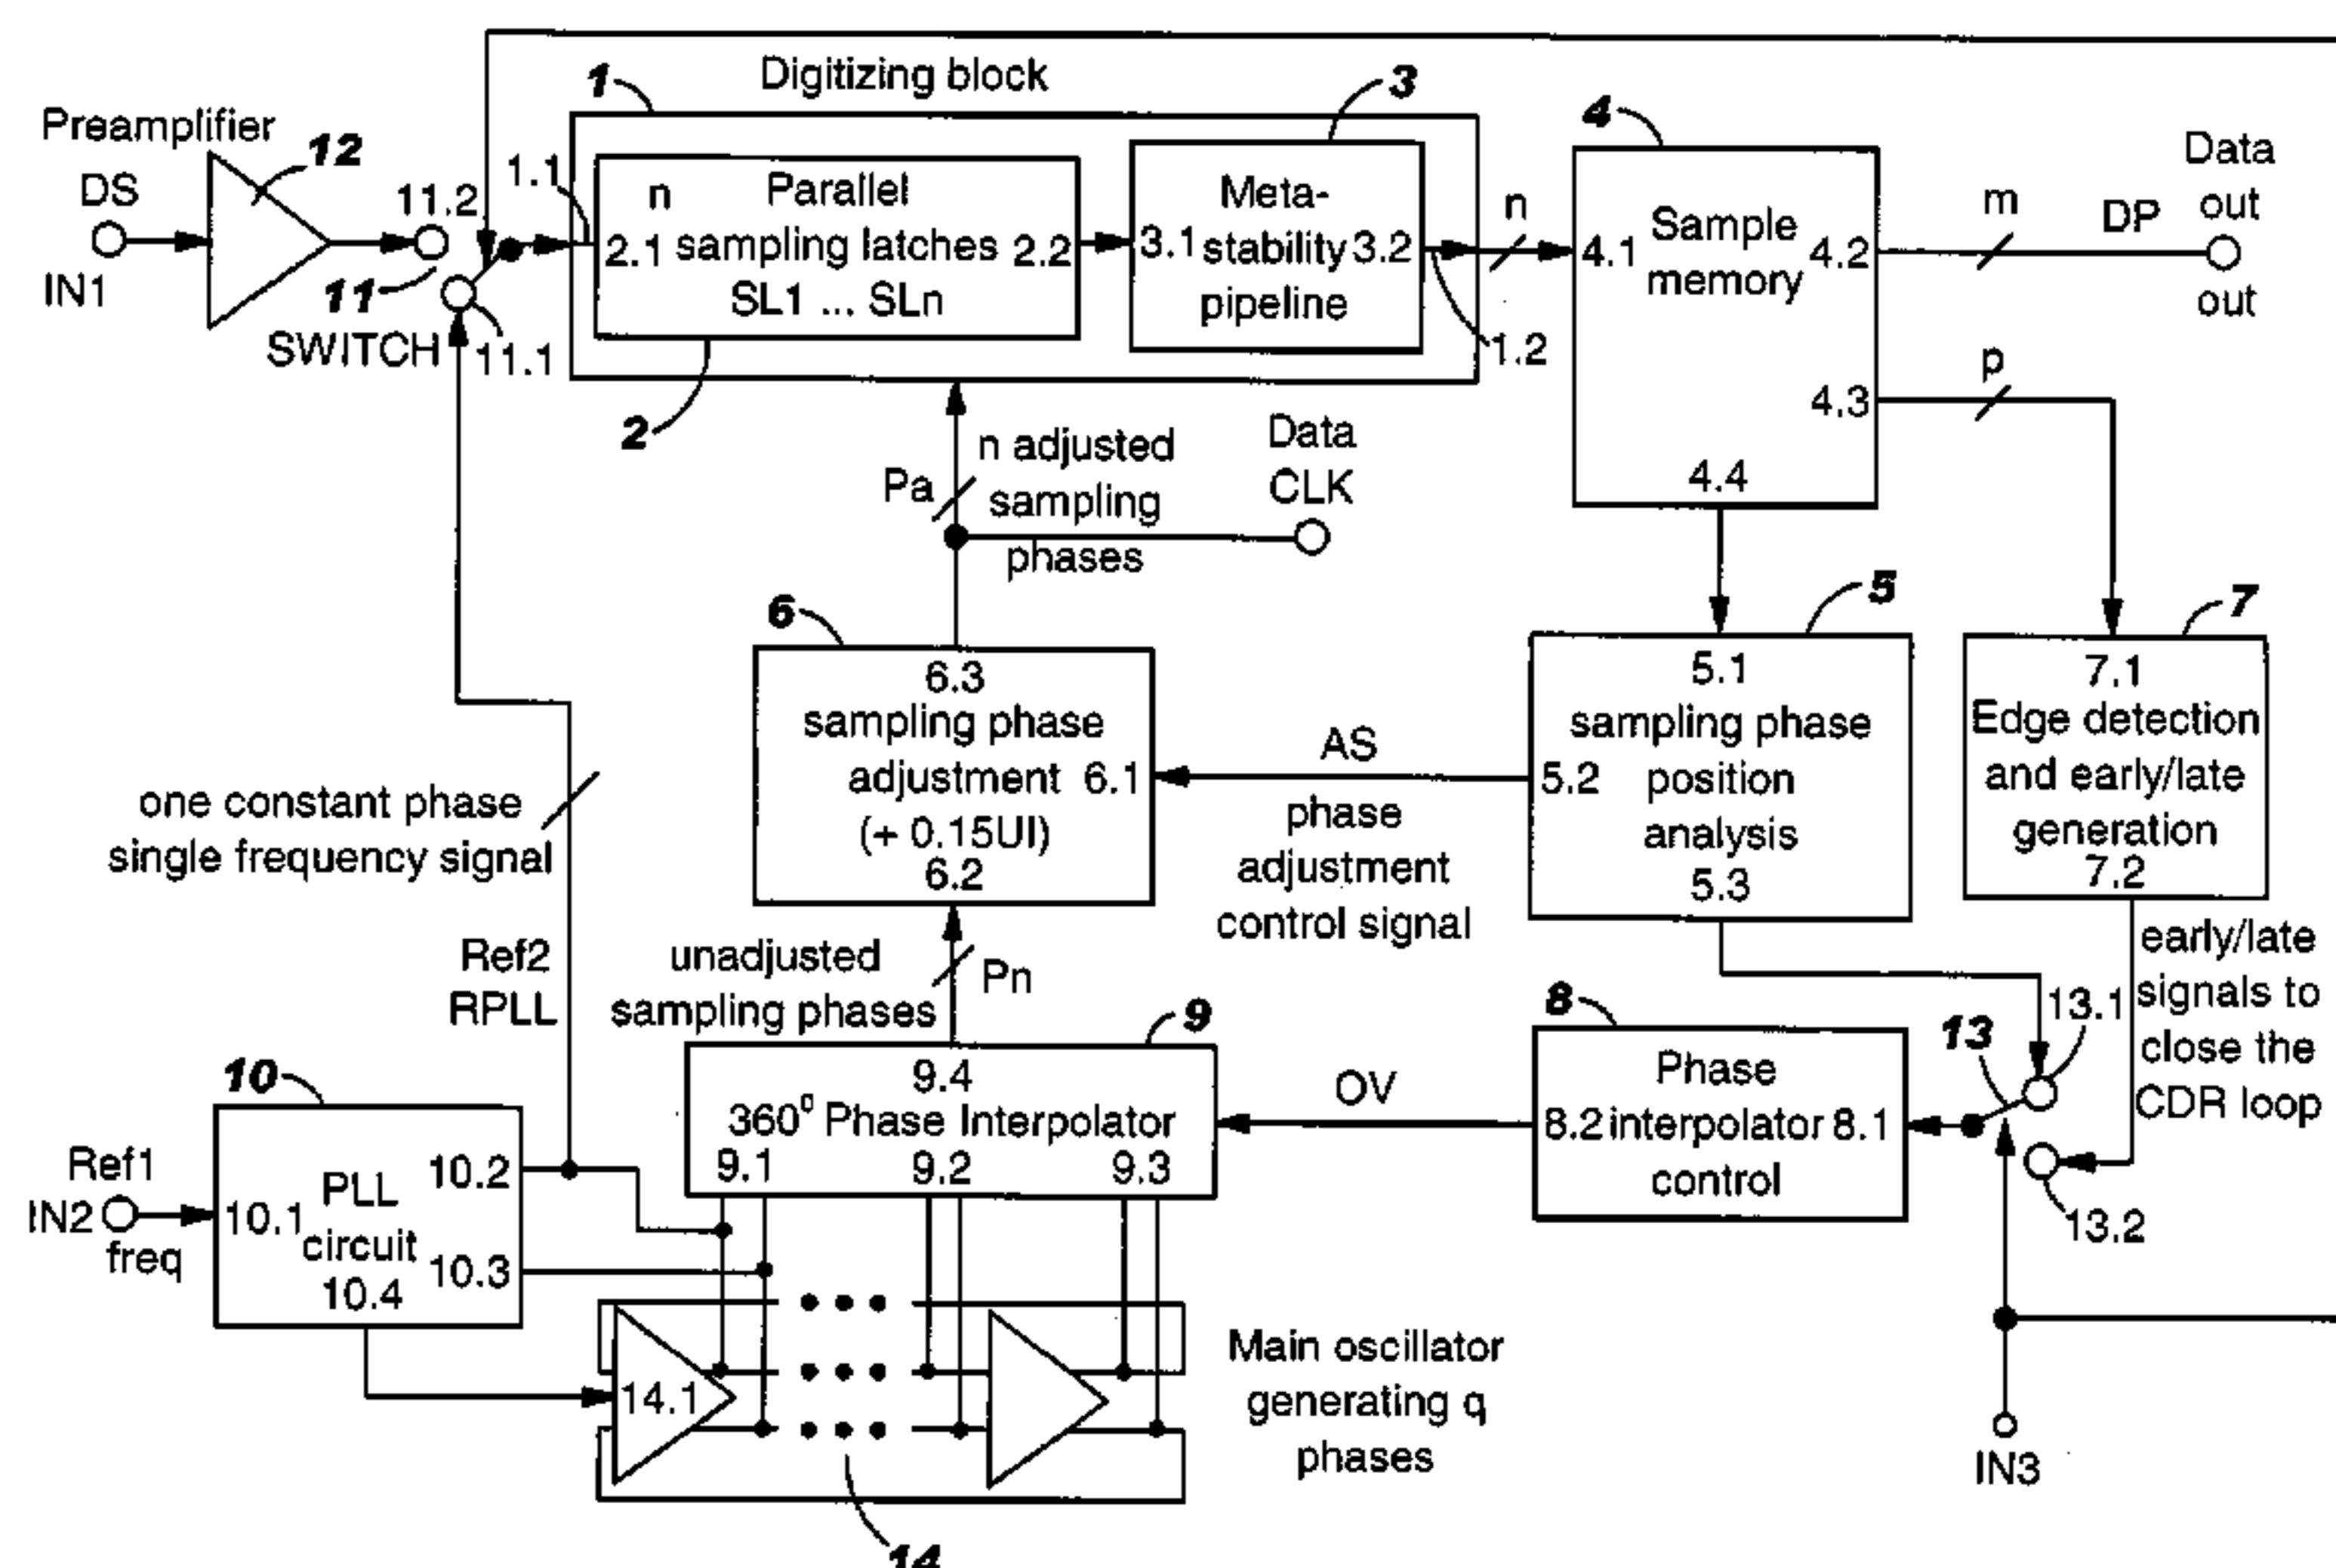 Digitizing block
1
3
4
Preamplifier
12
DS
IN1
11.2
11
SWITCH
11.1
1.1
n Parallel
2.1 sampling latches 2.2
SL1 ... SLn
2
Meta-
3.1 stability 3.2
pipeline
1.2
n
Sample
4.1 memory 4.2
4.3
4.4
m
DP
Data
out
out
p
Pa
n adjusted
sampling
phases
Data
CLK
6
6.3
sampling phase
adjustment 6.1
(+ 0.15UI)
6.2
AS
phase
adjustment
control signal
5
5.1
sampling phase
5.2 position
analysis
5.3
7
7.1
Edge detection
and early/late
generation
7.2
early/late
signals to
close the
CDR loop
one constant phase
single frequency signal
Ref2
RPLL
unadjusted
sampling phases
Pn
9
9.4
360° Phase Interpolator
9.1 9.2 9.3
OV
8
Phase
8.2 interpolator 8.1
control
13
13.1
13.2
IN3
10
Ref1
IN2
freq
10.1
PLL
circuit
10.2
10.3
10.4
14.1
14
Main oscillator
generating q
phases